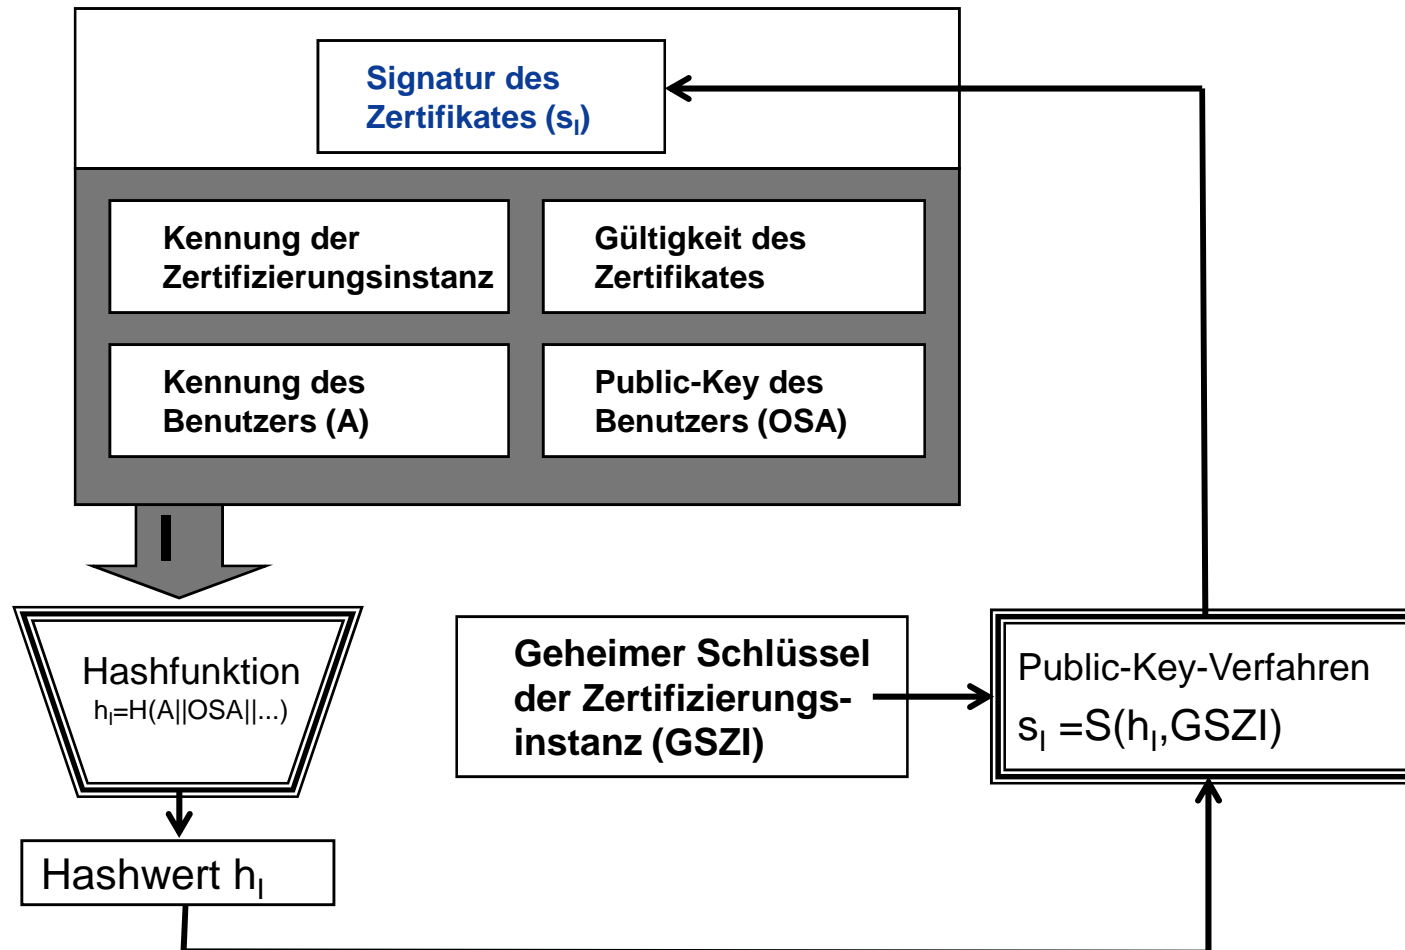 Signatur des
Zertifikates (sI)
Kennung der
Zertifizierungsinstanz
Gültigkeit des
Zertifikates
Kennung des
Benutzers (A)
Public-Key des
Benutzers (OSA)
I
Hashfunktion
hI=H(A||OSA||...)
Geheimer Schlüssel
der Zertifizierungs-
instanz (GSZI)
Public-Key-Verfahren
sI =S(hI,GSZI)
Hashwert hI